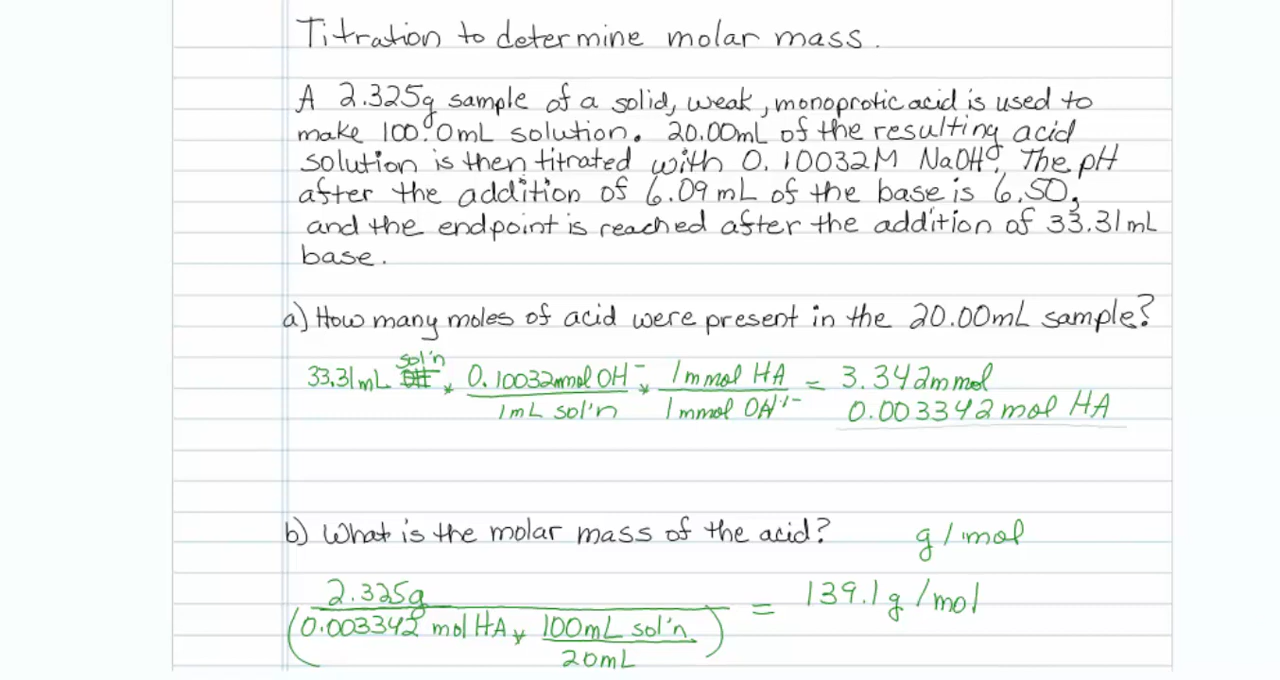 Titration to determine molar mass.
A 2.325g sample of a solid, weak, monoprotic acid is used to
make 100.0mL solution. 20.00mL of the resulting acid
solution is then titrated with 0.10032M NaOH. The pH
after the addition of 6.09mL of the base is 6.50,
and the endpoint is reached after the addition of 33.31mL
base.
a) How many moles of acid were present in the 20.00mL sample?
sol'n
33.31mL * 0.10032mmol OH⁻ * 1mmol HA = 3.342mmol
1mL sol'n 1mmol OH⁻ 0.003342mol HA
b) What is the molar mass of the acid? g/mol
2.325g = 139.1g/mol
(0.003342 mol HA * 100mL sol'n)
20mL